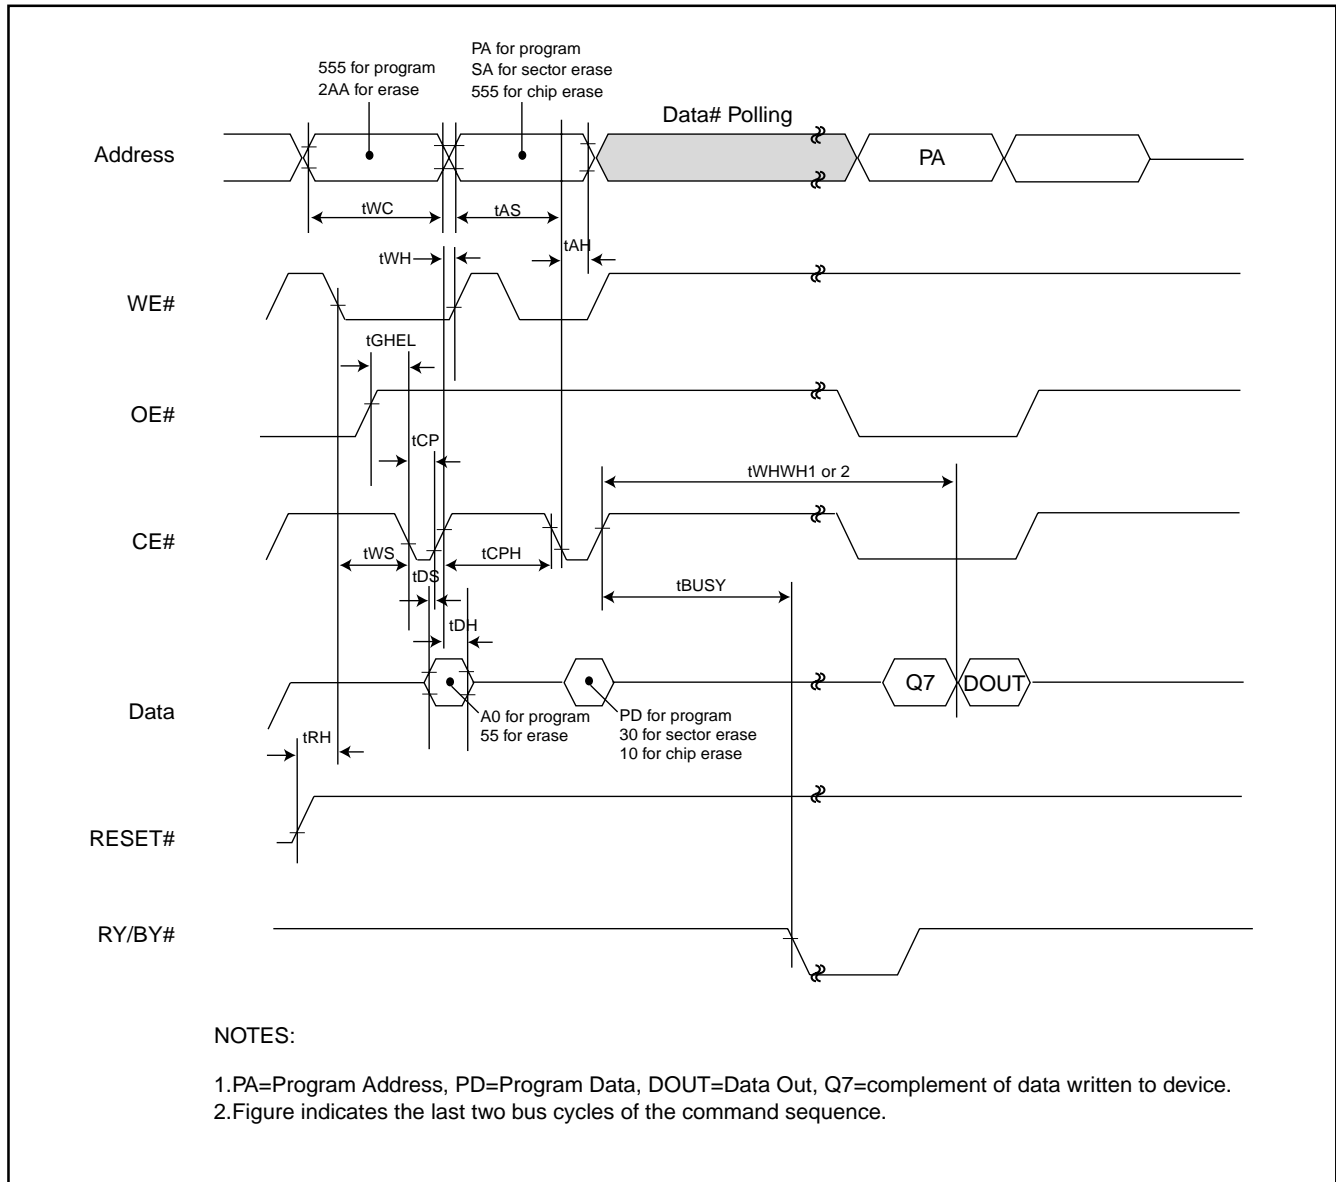 555 for program
2AA for erase
PA for program
SA for sector erase
555 for chip erase
Data# Polling
Address
PA
tWC
tAS
tAH
tWH
WE#
tGHEL
OE#
tCP
tWHWH1 or 2
CE#
tWS
tCPH
tDS
tBUSY
tDH
Q7
DOUT
Data
A0 for program
55 for erase
PD for program
30 for sector erase
10 for chip erase
tRH
RESET#
RY/BY#
NOTES:
1.PA=Program Address, PD=Program Data, DOUT=Data Out, Q7=complement of data written to device.
2.Figure indicates the last two bus cycles of the command sequence.